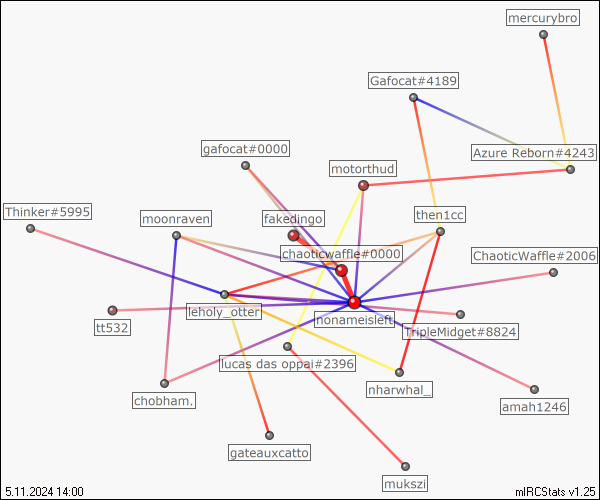 mercurybro
Gafocat#4189
gafocat#0000
Azure Reborn#4243
motorthud
Thinker#5995
moonraven
fakedingo
then1cc
chaoticwaffle#0000
ChaoticWaffle#2006
leholy_otter
nonameisleft
tt532
TripleMidget#8824
lucas das oppai#2396
nharwhal_
chobham.
amah1246
gateauxcatto
mukszi
5.11.2024 14:00
mIRCStats v1.25